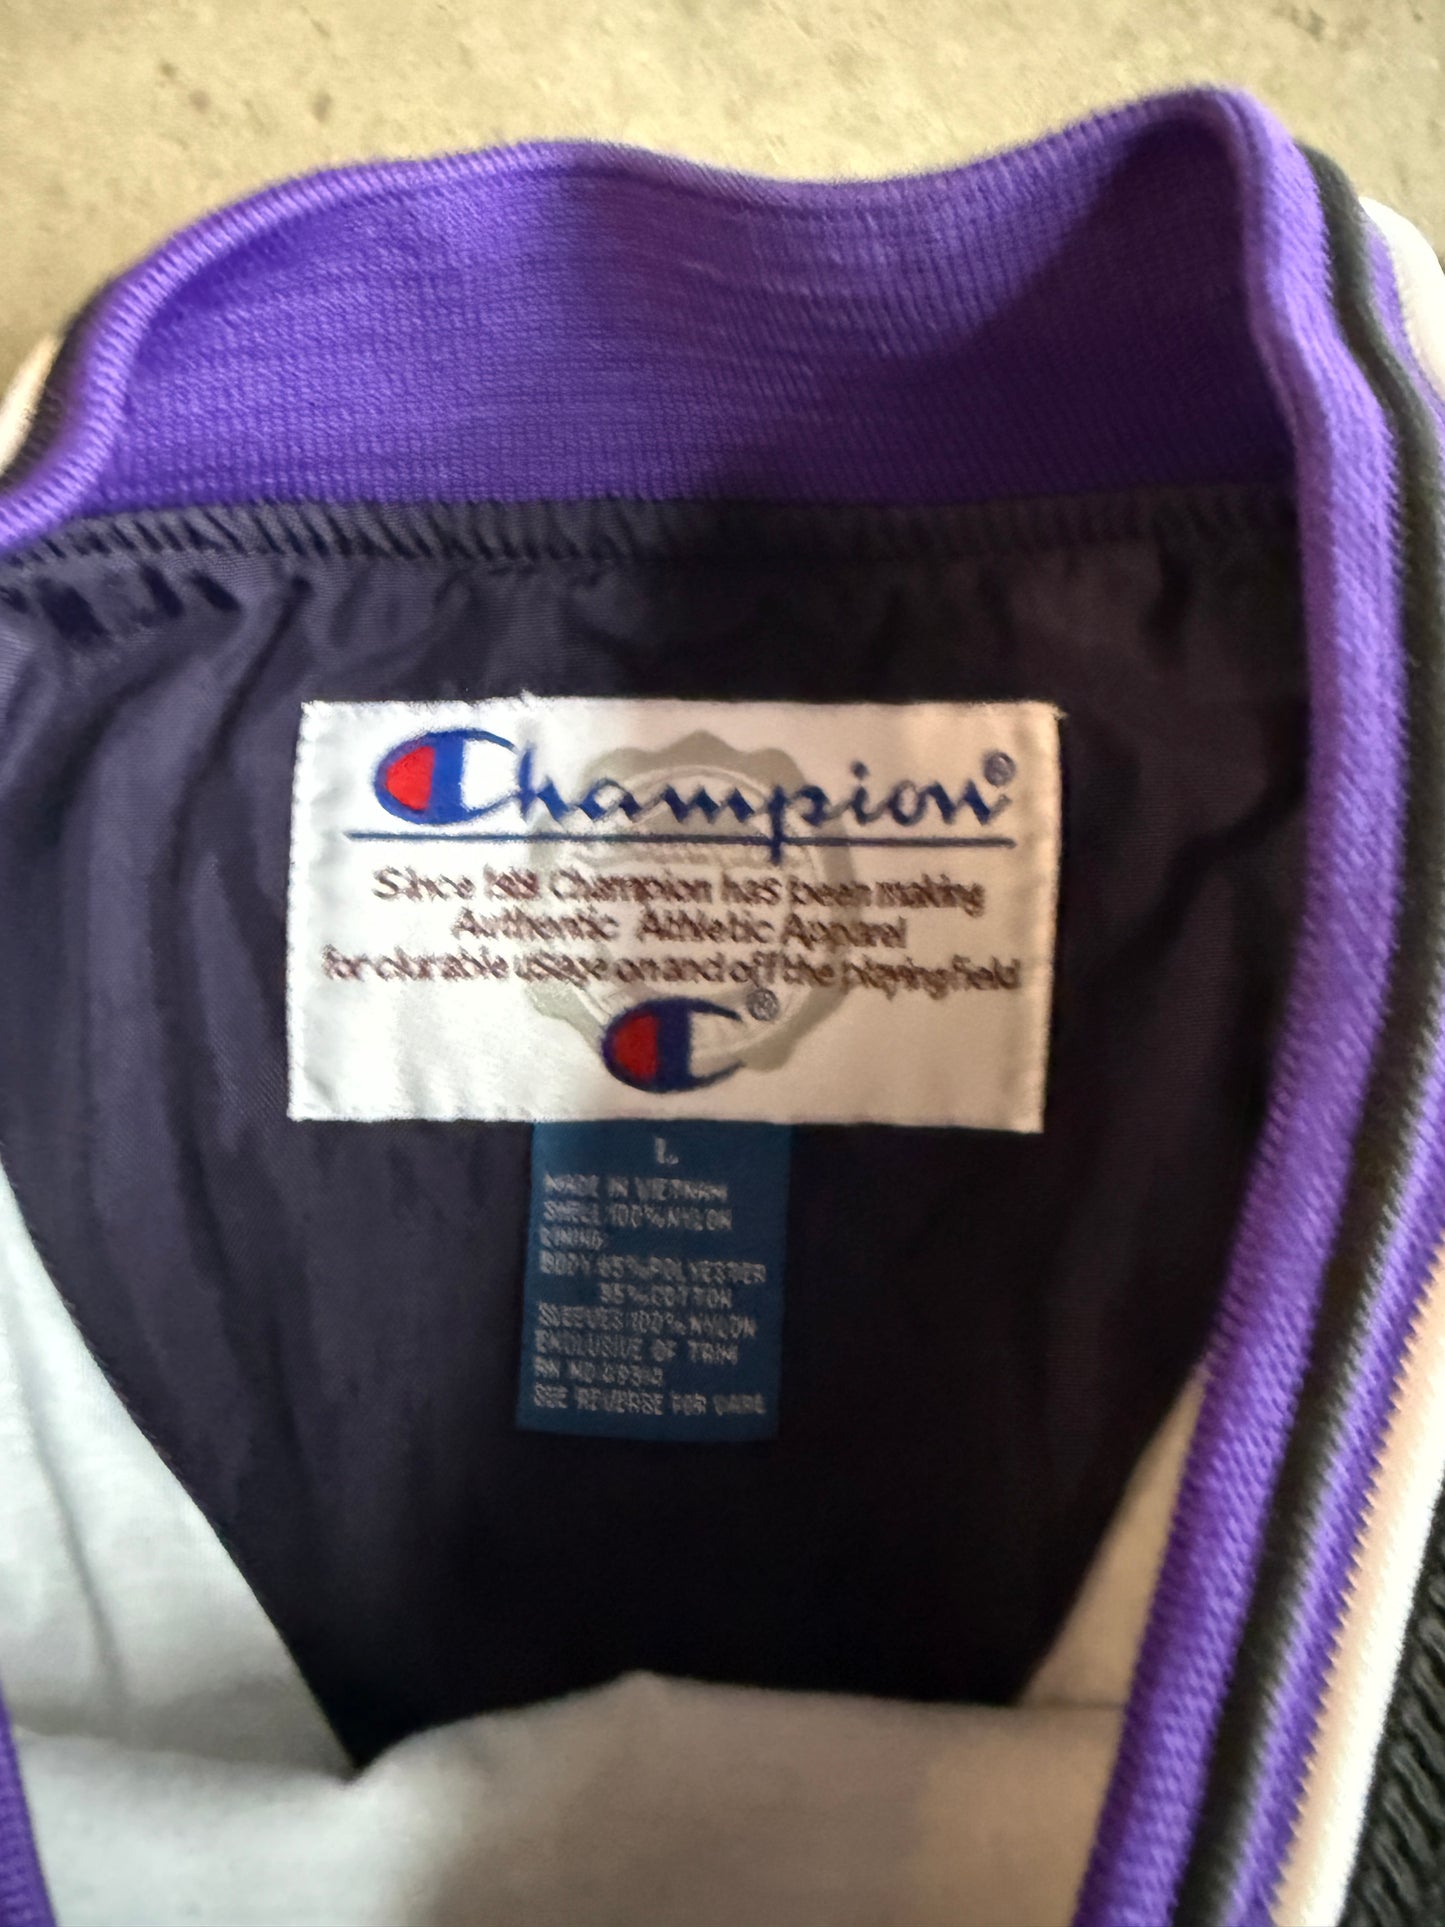 Champion®
Since 1919 Champion has been making
Authentic Athletic Apparel
for durable usage on and off the playing field
®
L
MADE IN VIETNAM
SHELL:100% NYLON
LINING:
BODY:65% POLYESTER
35% COTTON
SLEEVES:100% NYLON
EXCLUSIVE OF TRIM
RN NO.
SEE REVERSE FOR CARE